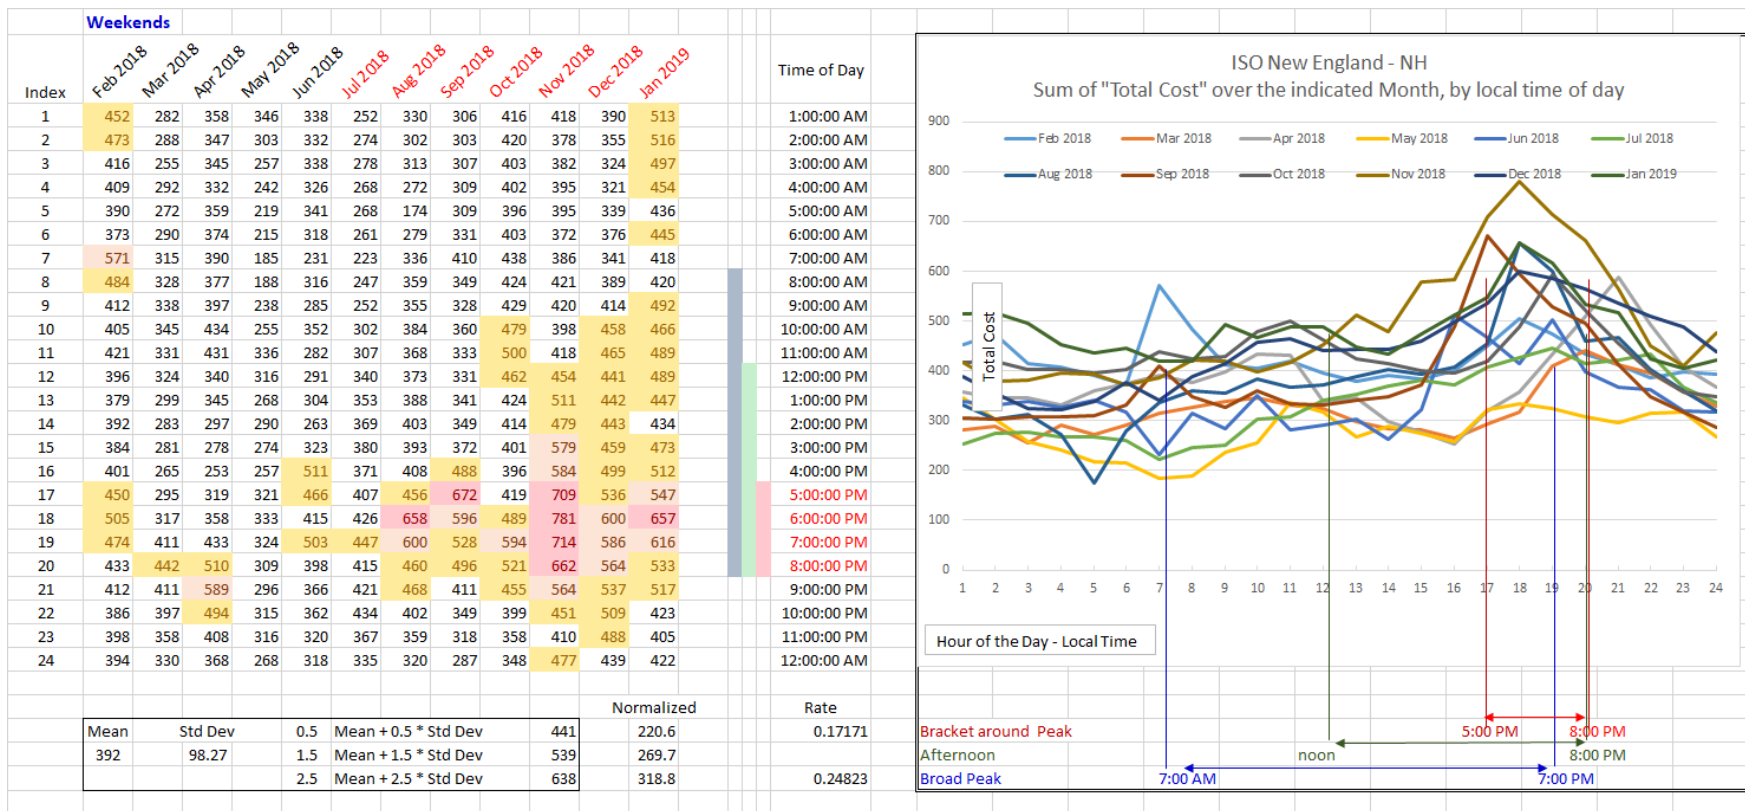 Weekends
Index Feb 2018 Mar 2018 Apr 2018 May 2018 Jun 2018 Jul 2018 Aug 2018 Sep 2018 Oct 2018 Nov 2018 Dec 2018 Jan 2019 Time of Day
1 452 282 358 346 338 252 330 306 416 418 390 513 1:00:00 AM
2 473 288 347 303 332 274 302 303 420 378 355 516 2:00:00 AM
3 416 255 345 257 338 278 313 307 403 382 324 497 3:00:00 AM
4 409 292 332 242 326 268 272 309 402 395 321 454 4:00:00 AM
5 390 272 359 219 341 268 174 309 396 395 339 436 5:00:00 AM
6 373 290 374 215 318 261 279 331 403 372 376 445 6:00:00 AM
7 571 315 390 185 231 223 336 410 438 386 341 418 7:00:00 AM
8 484 328 377 188 316 247 359 349 424 421 389 420 8:00:00 AM
9 412 338 397 238 285 252 355 328 429 420 414 492 9:00:00 AM
10 405 345 434 255 352 302 384 360 479 398 458 466 10:00:00 AM
11 421 331 431 336 282 307 368 333 500 418 465 489 11:00:00 AM
12 396 324 340 316 291 340 373 331 462 454 441 489 12:00:00 PM
13 379 299 345 268 304 353 388 341 424 511 442 447 1:00:00 PM
14 392 283 297 290 263 369 403 349 414 479 443 434 2:00:00 PM
15 384 281 278 274 323 380 393 372 401 579 459 473 3:00:00 PM
16 401 265 253 257 511 371 408 488 396 584 499 512 4:00:00 PM
17 450 295 319 321 466 407 456 672 419 709 536 547 5:00:00 PM
18 505 317 358 333 415 426 658 596 489 781 600 657 6:00:00 PM
19 474 411 433 324 503 447 600 528 594 714 586 616 7:00:00 PM
20 433 442 510 309 398 415 460 496 521 662 564 533 8:00:00 PM
21 412 411 589 296 366 421 468 411 455 564 537 517 9:00:00 PM
22 386 397 494 315 362 434 402 349 399 451 509 423 10:00:00 PM
23 398 358 408 316 320 367 359 318 358 410 488 405 11:00:00 PM
24 394 330 368 268 318 335 320 287 348 477 439 422 12:00:00 AM
Normalized Rate
Mean Std Dev 0.5 Mean + 0.5 * Std Dev 441 220.6 0.17171
392 98.27 1.5 Mean + 1.5 * Std Dev 539 269.7
2.5 Mean + 2.5 * Std Dev 638 318.8 0.24823
ISO New England - NH
Sum of "Total Cost" over the indicated Month, by local time of day
900
Feb 2018 Mar 2018 Apr 2018 May 2018 Jun 2018 Jul 2018
800
Aug 2018 Sep 2018 Oct 2018 Nov 2018 Dec 2018 Jan 2019
700
600
500
400
300
200
100
0
Total Cost
1 2 3 4 5 6 7 8 9 10 11 12 13 14 15 16 17 18 19 20 21 22 23 24
Hour of the Day - Local Time
Bracket around Peak 5:00 PM 8:00 PM
Afternoon noon 8:00 PM
Broad Peak 7:00 AM 7:00 PM